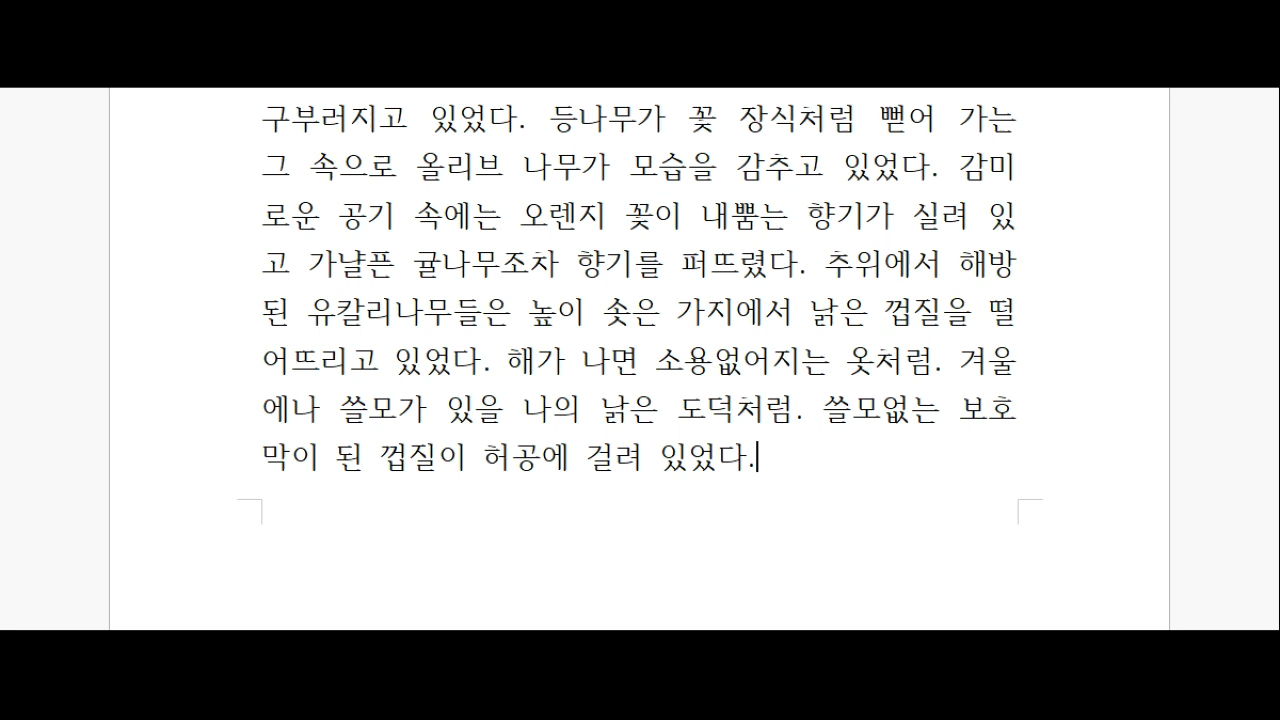 구부러지고 있었다. 등나무가 꽃 장식처럼 뻗어 가는
그 속으로 올리브 나무가 모습을 감추고 있었다. 감미
로운 공기 속에는 오렌지 꽃이 내뿜는 향기가 실려 있
고 가냘픈 귤나무조차 향기를 퍼뜨렸다. 추위에서 해방
된 유칼리나무들은 높이 솟은 가지에서 낡은 껍질을 떨
어뜨리고 있었다. 해가 나면 소용없어지는 옷처럼. 겨울
에나 쓸모가 있을 나의 낡은 도덕처럼. 쓸모없는 보호
막이 된 껍질이 허공에 걸려 있었다.